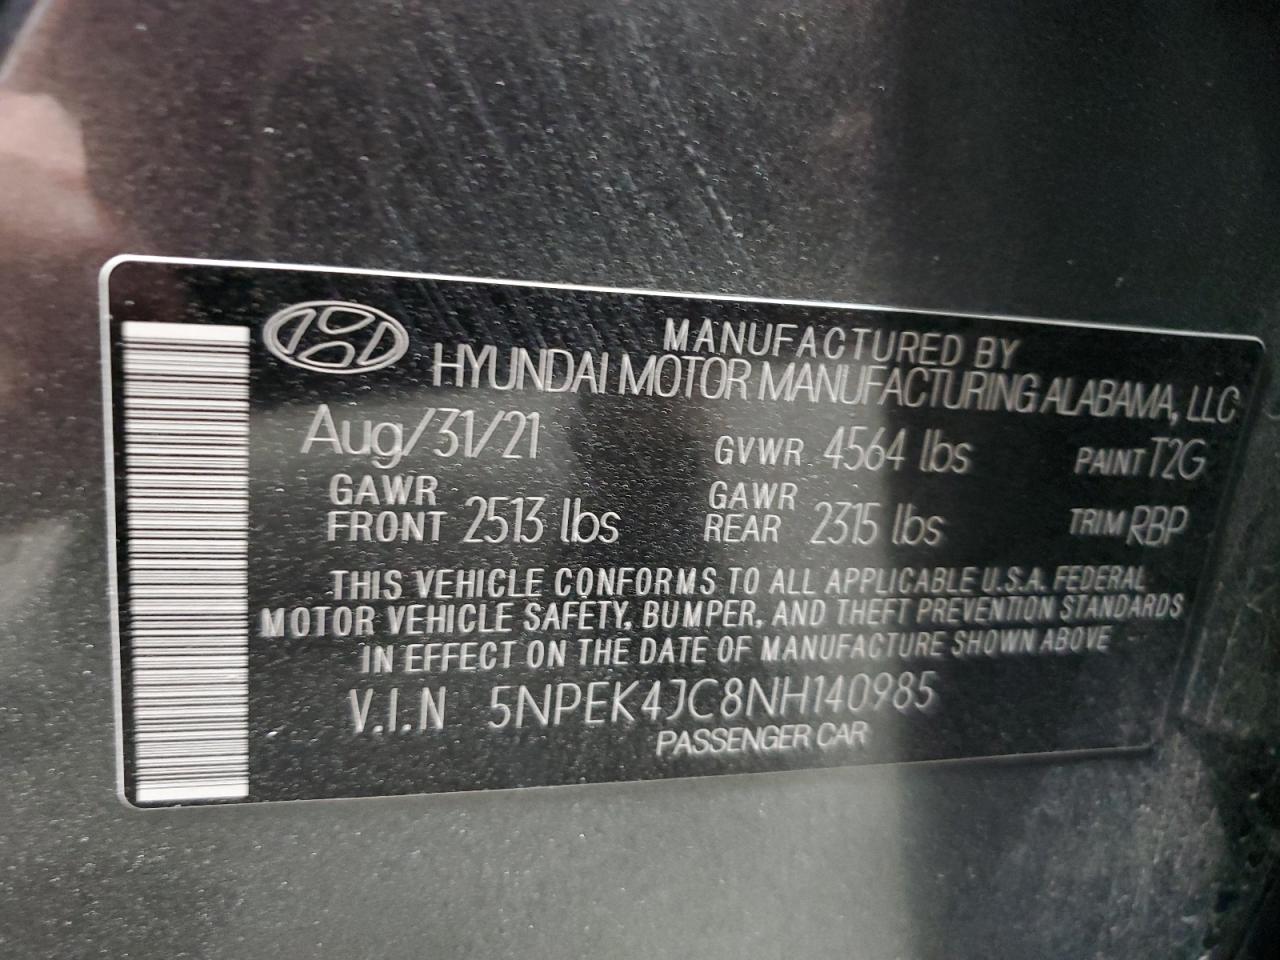 MANUFACTURED BY
HYUNDAI MOTOR MANUFACTURING ALABAMA, LLC
Aug/31/21 GVWR 4564 lbs PAINT T2G
GAWR FRONT 2513 lbs GAWR REAR 2315 lbs TRIM RBP
THIS VEHICLE CONFORMS TO ALL APPLICABLE U.S.A. FEDERAL
MOTOR VEHICLE SAFETY, BUMPER, AND THEFT PREVENTION STANDARDS
IN EFFECT ON THE DATE OF MANUFACTURE SHOWN ABOVE
V.I.N 5NPEK4JC8NH140985
PASSENGER CAR